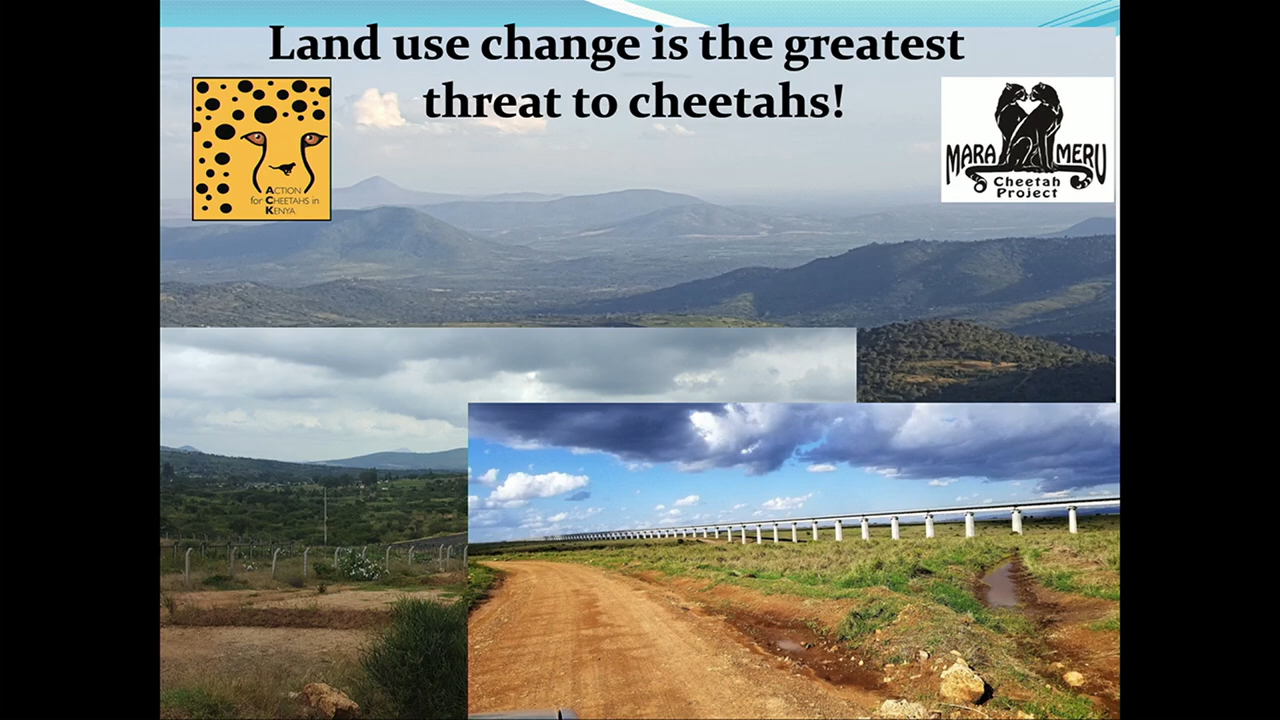 Land use change is the greatest
threat to cheetahs!
ACTION
for CHEETAHS in
KENYA
MARA MERU
Cheetah
Project